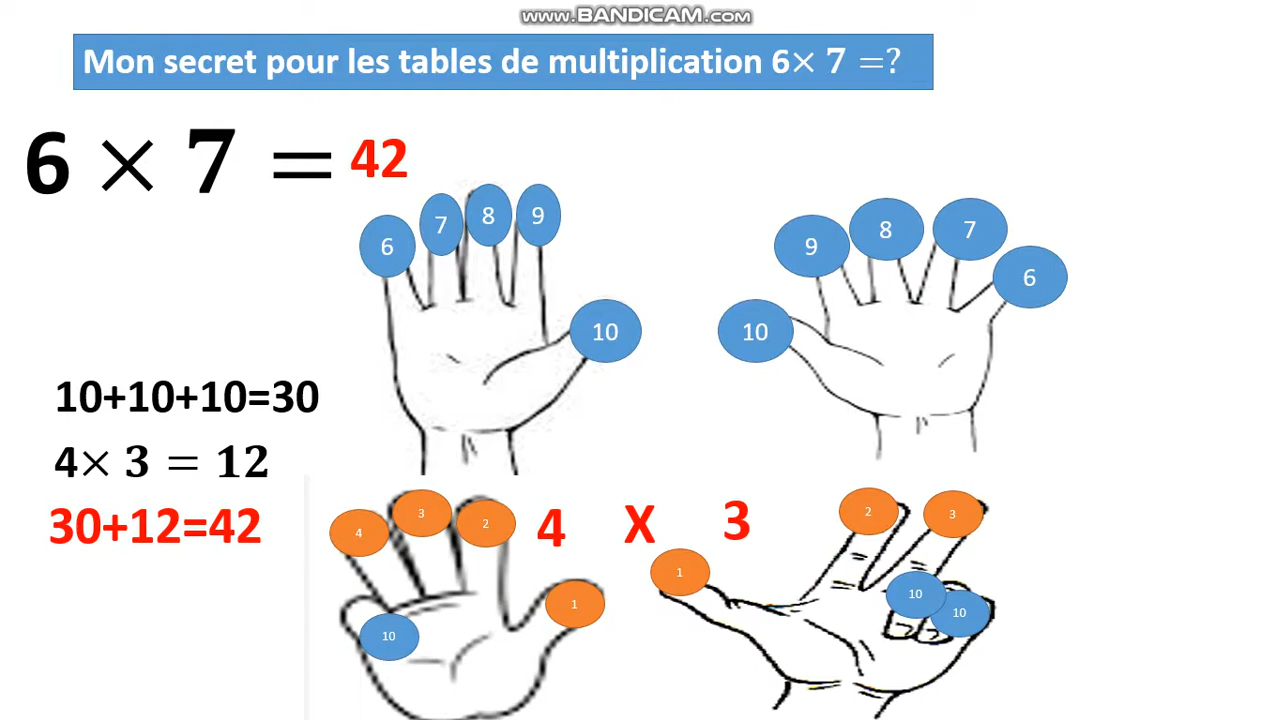 www.BANDICAM.com
Mon secret pour les tables de multiplication 6× 7 =?
6 × 7 = 42
6 7 8 9 10
10 9 8 7 6
10+10+10=30
4× 3 = 12
30+12=42
4 3 2 1 10
4 X 3
1 2 3 10 10